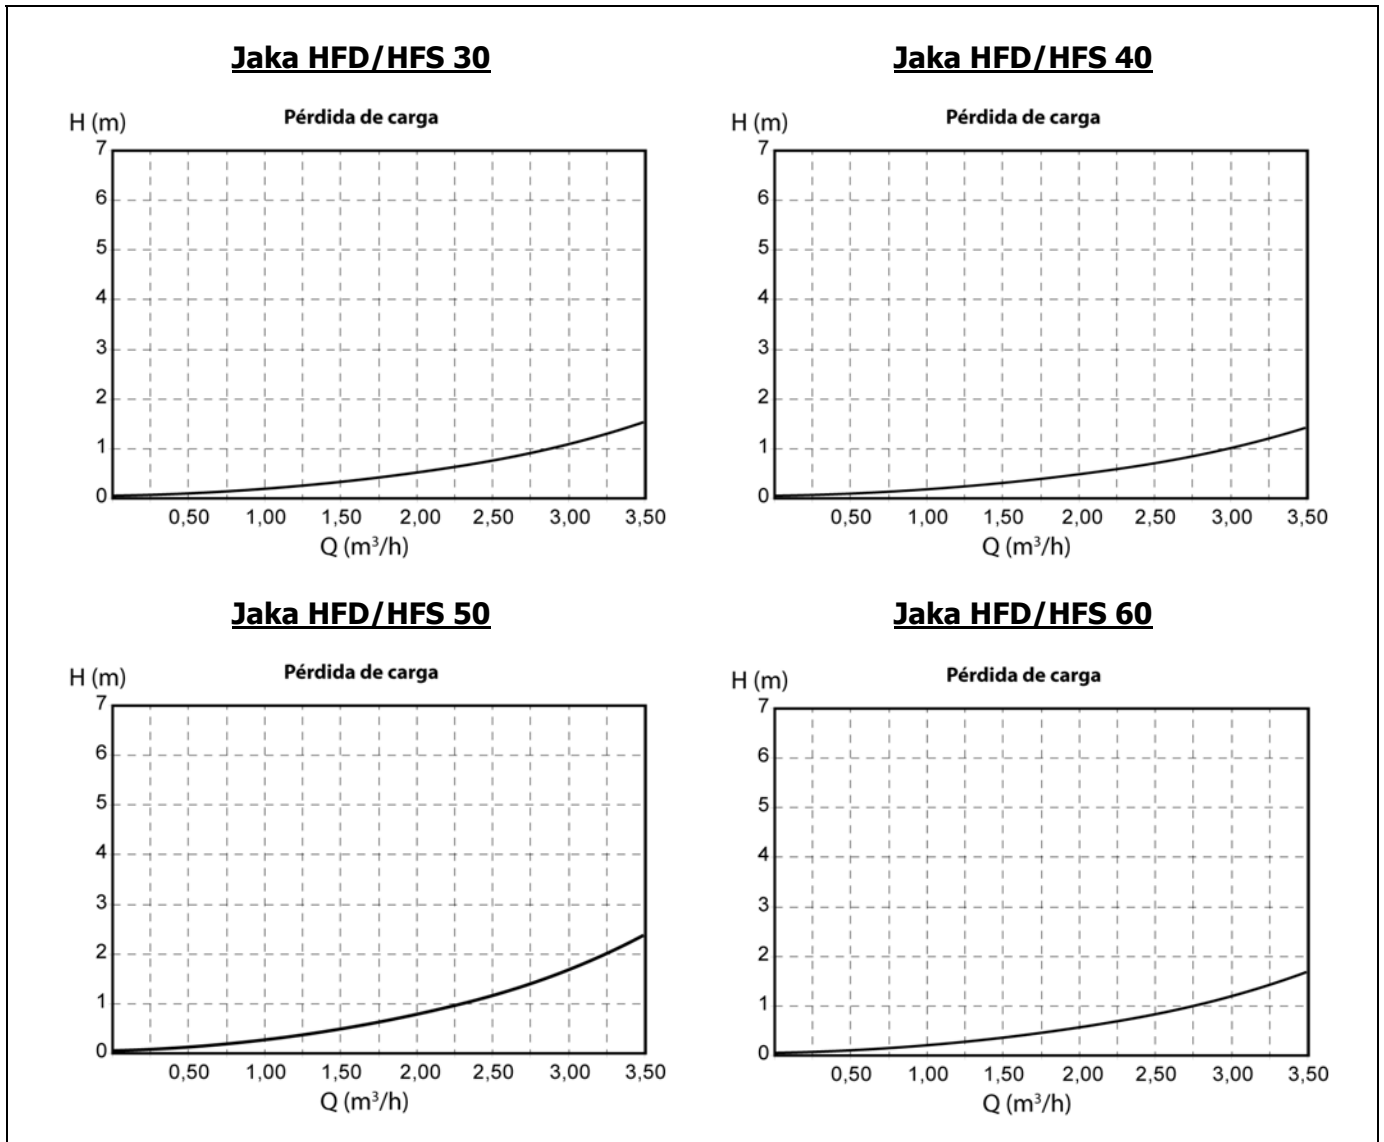 Jaka HFD/HFS 30
H (m)
Pérdida de carga
7
6
5
4
3
2
1
0
0,50 1,00 1,50 2,00 2,50 3,00 3,50
Q (m³/h)
Jaka HFD/HFS 40
H (m)
Pérdida de carga
7
6
5
4
3
2
1
0
0,50 1,00 1,50 2,00 2,50 3,00 3,50
Q (m³/h)
Jaka HFD/HFS 50
H (m)
Pérdida de carga
7
6
5
4
3
2
1
0
0,50 1,00 1,50 2,00 2,50 3,00 3,50
Q (m³/h)
Jaka HFD/HFS 60
H (m)
Pérdida de carga
7
6
5
4
3
2
1
0
0,50 1,00 1,50 2,00 2,50 3,00 3,50
Q (m³/h)